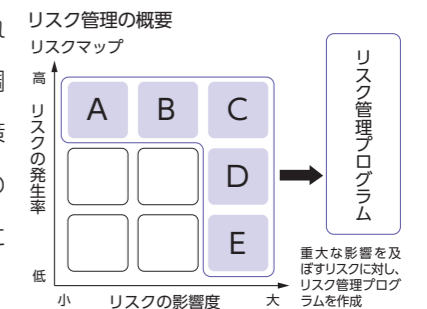 リスク管理の概要
リスクマップ
高
リスクの発生率
低
A
B
C
D
E
小
リスクの影響度
大
リスク管理プログラム
重大な影響を及
ぼすリスクに対し、
リスク管理プログ
ラムを作成